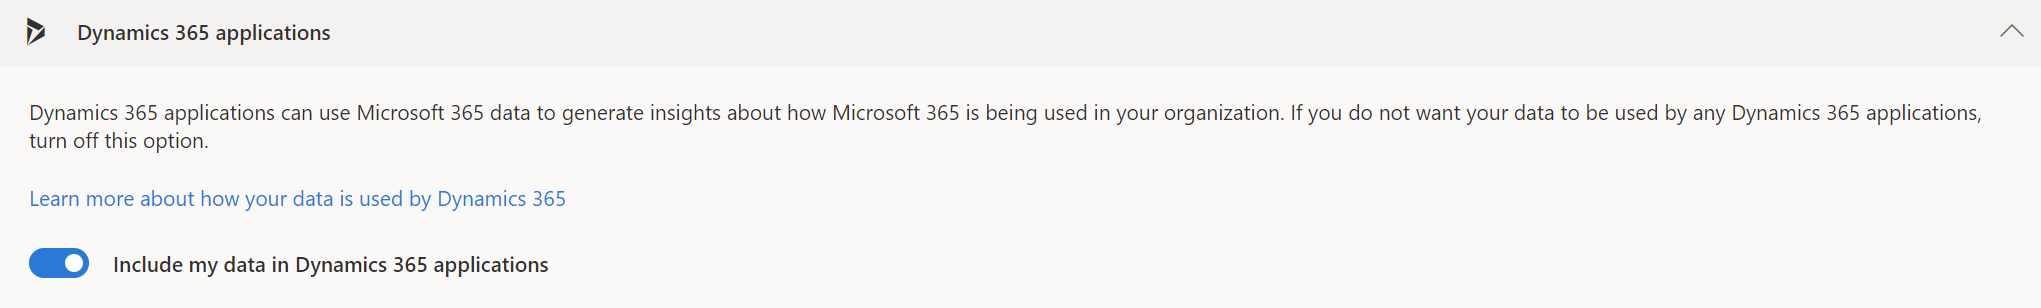 Dynamics 365 applications
Dynamics 365 applications can use Microsoft 365 data to generate insights about how Microsoft 365 is being used in your organization. If you do not want your data to be used by any Dynamics 365 applications,
turn off this option.
Learn more about how your data is used by Dynamics 365
Include my data in Dynamics 365 applications